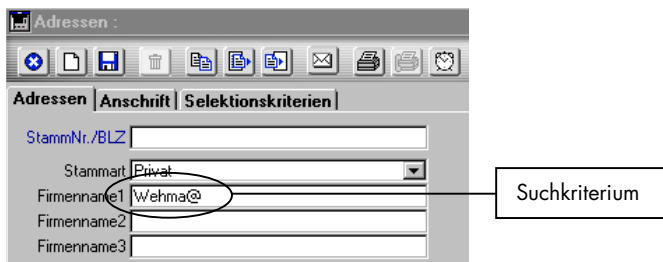 Adressen :
Adressen Anschrift Selektionskriterien
StammNr./BLZ
Stammart Privat
Firmenname1 Wehma@ Suchkriterium
Firmenname2
Firmenname3